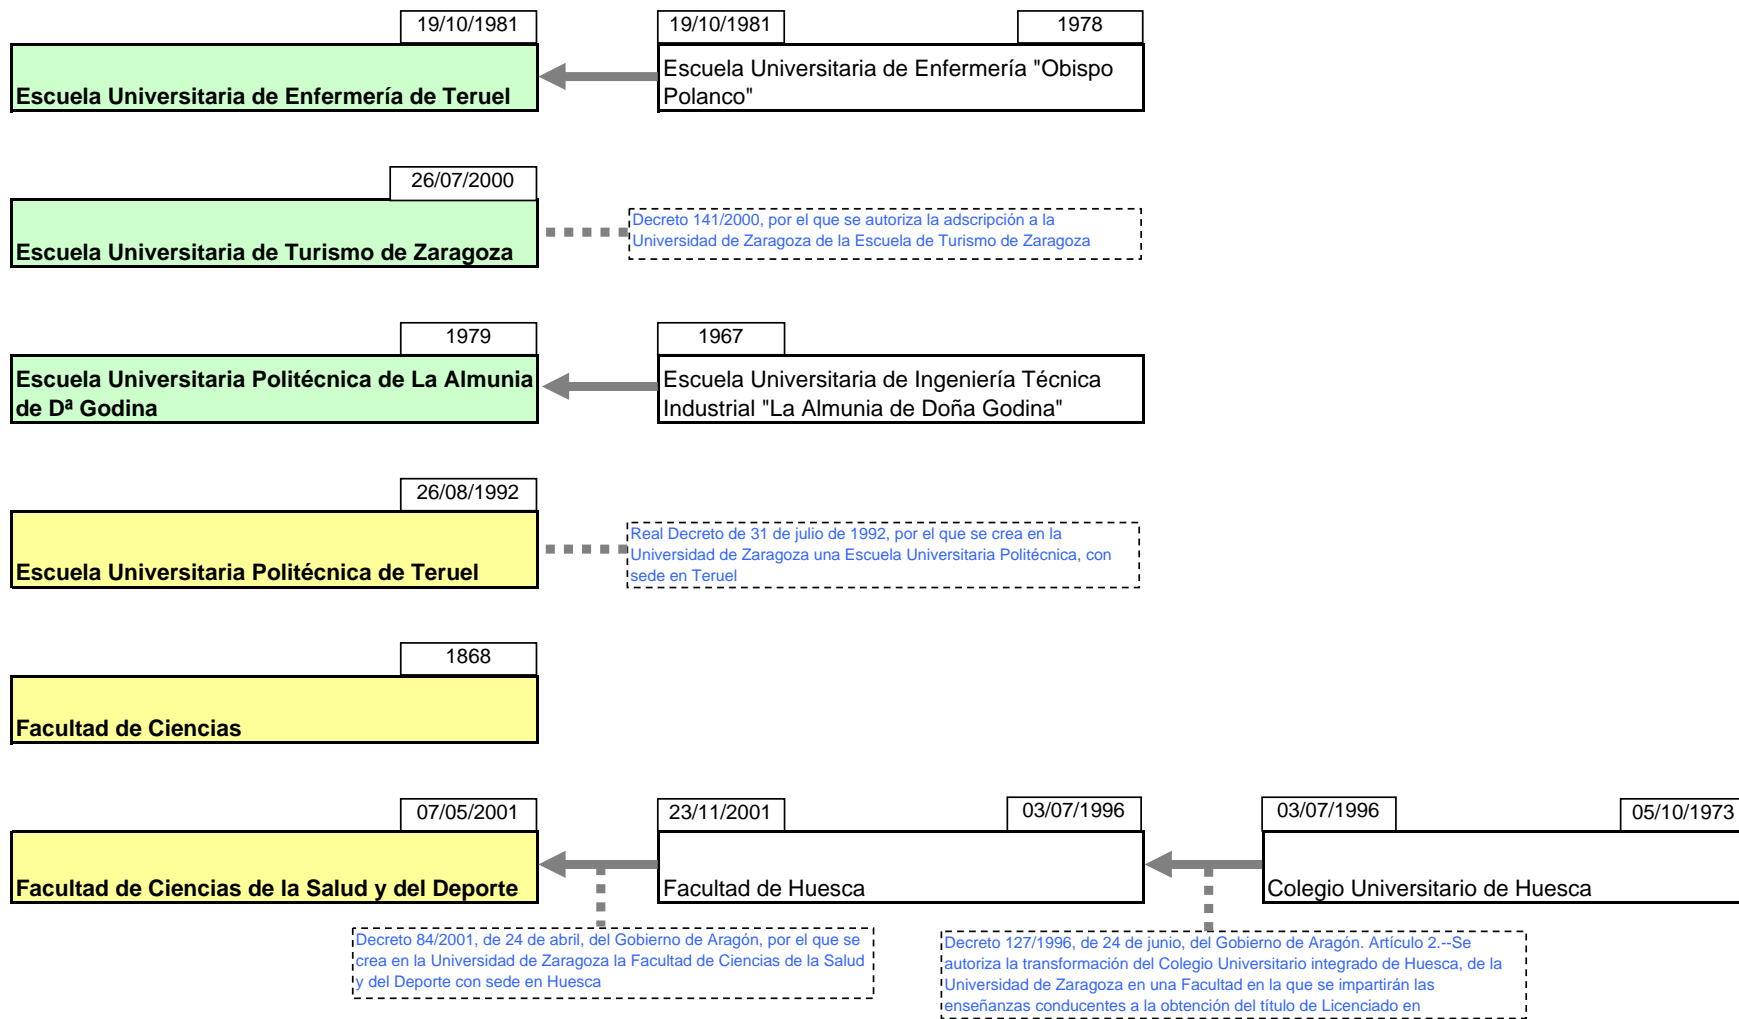 19/10/1981
19/10/1981
1978
Escuela Universitaria de Enfermería de Teruel
Escuela Universitaria de Enfermería "Obispo
Polanco"
26/07/2000
Escuela Universitaria de Turismo de Zaragoza
Decreto 141/2000, por el que se autoriza la adscripción a la
Universidad de Zaragoza de la Escuela de Turismo de Zaragoza
1979
1967
Escuela Universitaria Politécnica de La Almunia
de Dª Godina
Escuela Universitaria de Ingeniería Técnica
Industrial "La Almunia de Doña Godina"
26/08/1992
Escuela Universitaria Politécnica de Teruel
Real Decreto de 31 de julio de 1992, por el que se crea en la
Universidad de Zaragoza una Escuela Universitaria Politécnica, con
sede en Teruel
1868
Facultad de Ciencias
07/05/2001
23/11/2001
03/07/1996
03/07/1996
05/10/1973
Facultad de Ciencias de la Salud y del Deporte
Facultad de Huesca
Colegio Universitario de Huesca
Decreto 84/2001, de 24 de abril, del Gobierno de Aragón, por el que se
crea en la Universidad de Zaragoza la Facultad de Ciencias de la Salud
y del Deporte con sede en Huesca
Decreto 127/1996, de 24 de junio, del Gobierno de Aragón. Artículo 2.--Se
autoriza la transformación del Colegio Universitario integrado de Huesca, de la
Universidad de Zaragoza en una Facultad en la que se impartirán las
enseñanzas conducentes a la obtención del título de Licenciado en